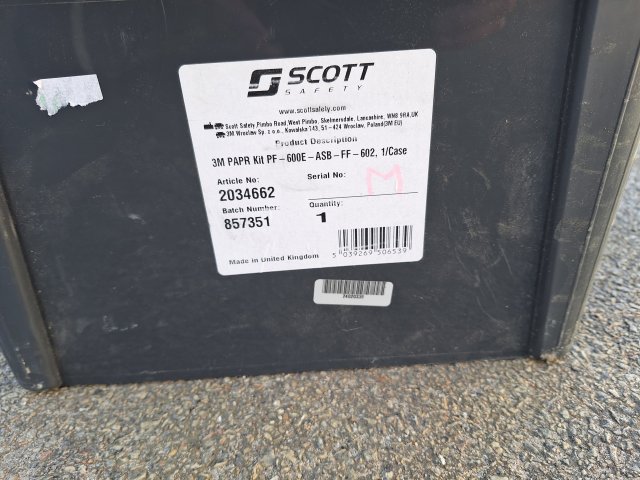 SCOTT
SAFETY
www.scottsafety.com
Scott Safety,Pimbo Road,West Pimbo, Skelmersdale, Lancashire, WN8 9RA,UK
3M Wroclaw Sp. z o.o., Kowalska 143, 51-424 Wroclaw, Poland(3M EU)
Product Description
3M PAPR Kit PF-600E-ASB-FF-602, 1/Case
Article No: Serial No:
2034662 M
Batch Number: Quantity:
857351 1
Made in United Kingdom 5 039269 506539